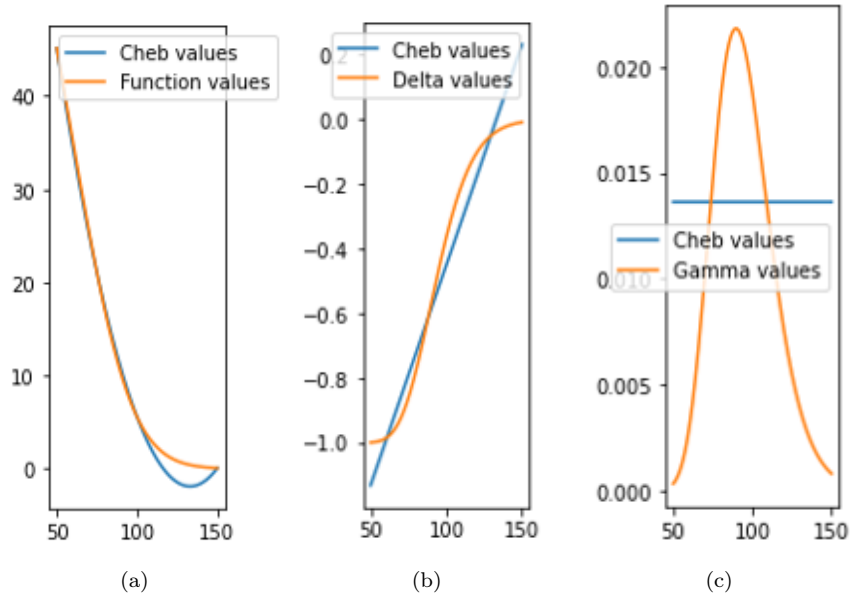 Cheb values
Function values
40
30
20
10
0
50 100 150
(a)
Cheb values
Delta values
0.2
0.0
−0.2
−0.4
−0.6
−0.8
−1.0
50 100 150
(b)
0.020
0.015
Cheb values
Gamma values
0.010
0.005
0.000
50 100 150
(c)